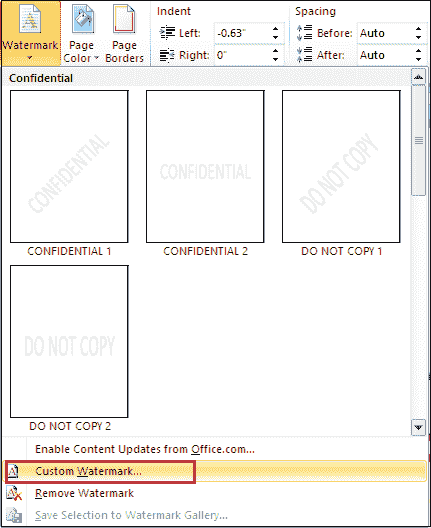 Indent Spacing
Watermark Page Color Page Borders Left: -0.63" Before: Auto
Right: 0" After: Auto
Confidential
CONFIDENTIAL CONFIDENTIAL DO NOT COPY
CONFIDENTIAL 1 CONFIDENTIAL 2 DO NOT COPY 1
DO NOT COPY
DO NOT COPY 2
Enable Content Updates from Office.com...
Custom Watermark...
Remove Watermark
Save Selection to Watermark Gallery...